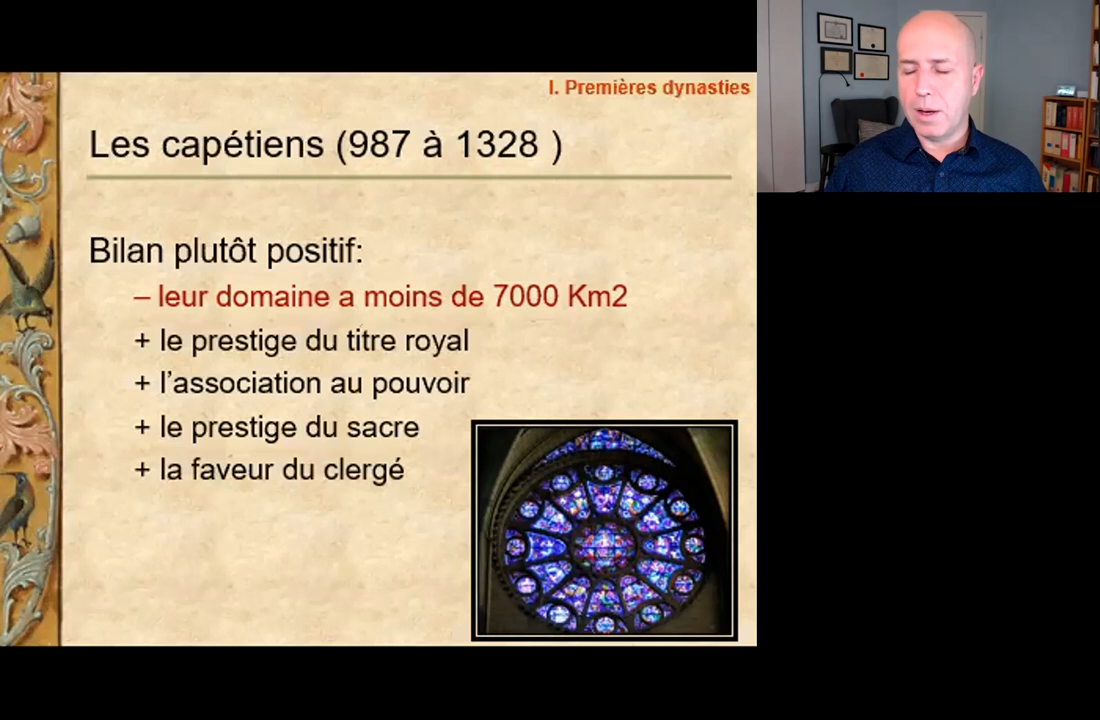 I. Premières dynasties
Les capétiens (987 à 1328 )
Bilan plutôt positif:
– leur domaine a moins de 7000 Km2
+ le prestige du titre royal
+ l’association au pouvoir
+ le prestige du sacre
+ la faveur du clergé